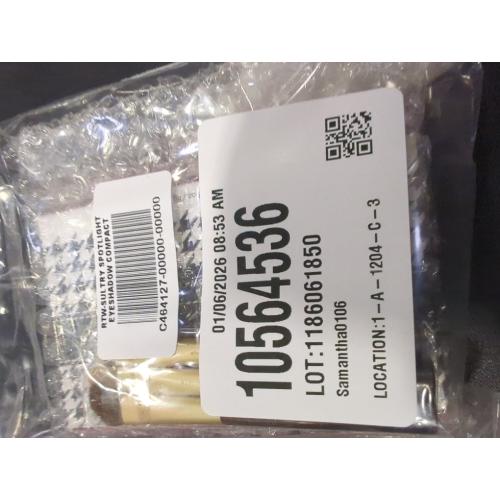 RTW-SULTRY SPOTLIGHT
EYESHADOW COMPACT
C464127-00000-00000
01/06/2026 08:53 AM
10564536
LOT:1186061850
Samantha0106
LOCATION:1-A-1204-C-3